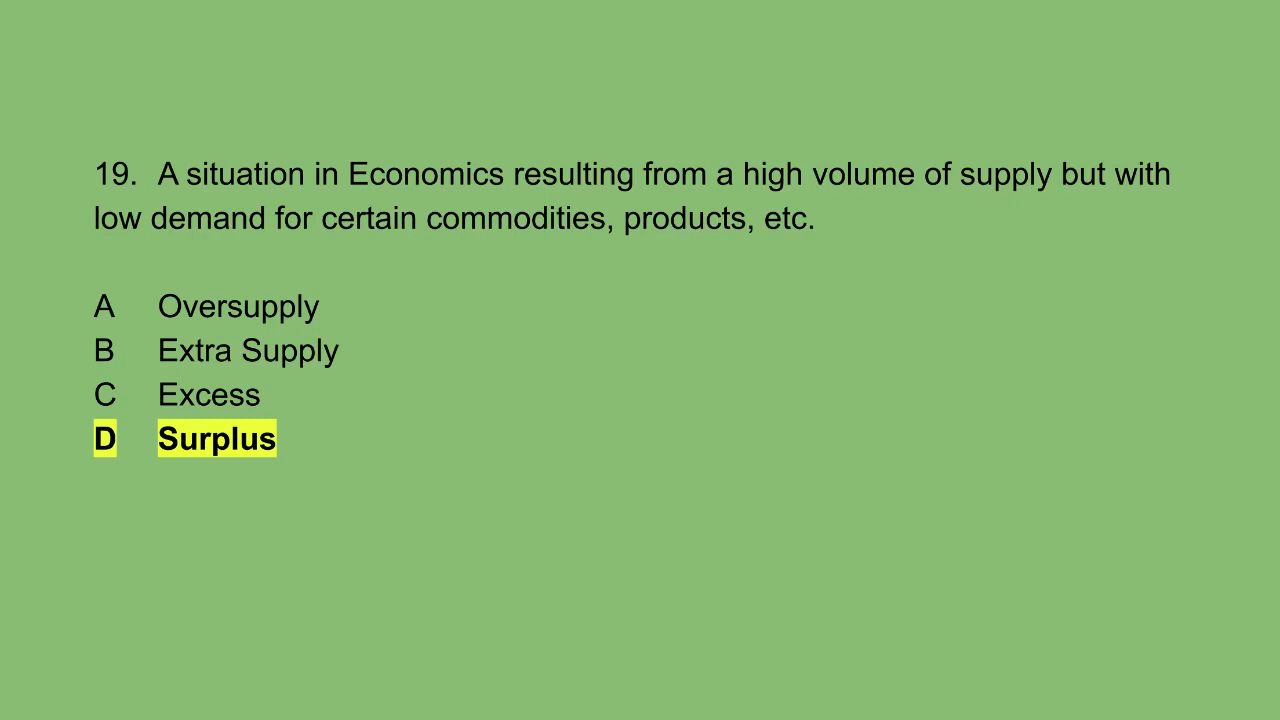 19. A situation in Economics resulting from a high volume of supply but with
low demand for certain commodities, products, etc.
A Oversupply
B Extra Supply
C Excess
D Surplus